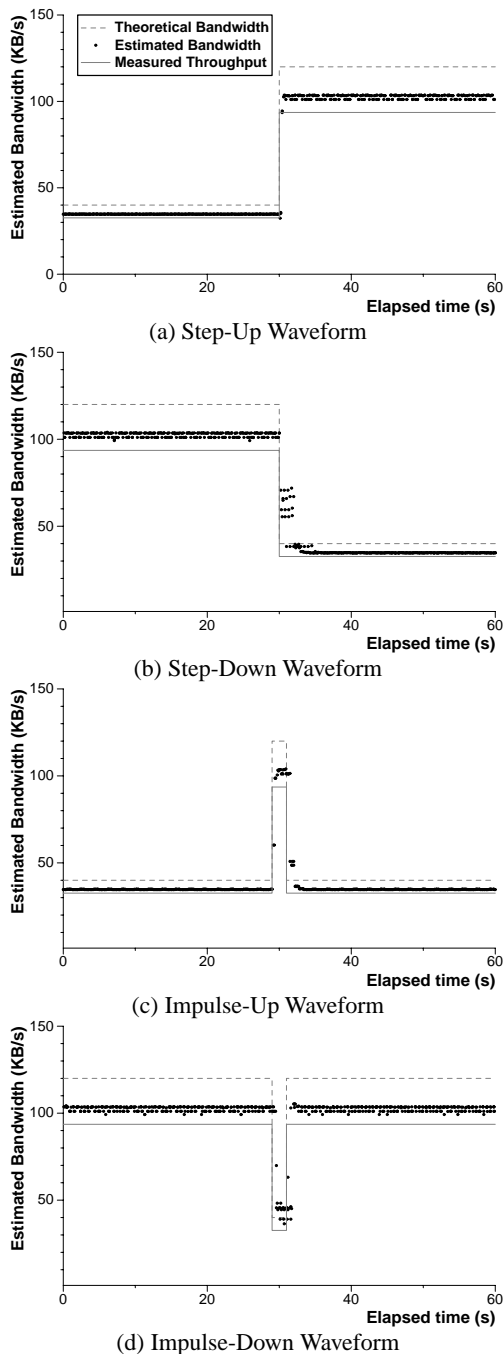 Theoretical Bandwidth
Estimated Bandwidth
Measured Throughput
Estimated Bandwidth (KB/s)
150
100
50
0
0 20 40 60
Elapsed time (s)
(a) Step-Up Waveform
Estimated Bandwidth (KB/s)
150
100
50
0 20 40 60
Elapsed time (s)
(b) Step-Down Waveform
Estimated Bandwidth (KB/s)
150
100
50
0 20 40 60
Elapsed time (s)
(c) Impulse-Up Waveform
Estimated Bandwidth (KB/s)
150
100
50
0 20 40 60
Elapsed time (s)
(d) Impulse-Down Waveform